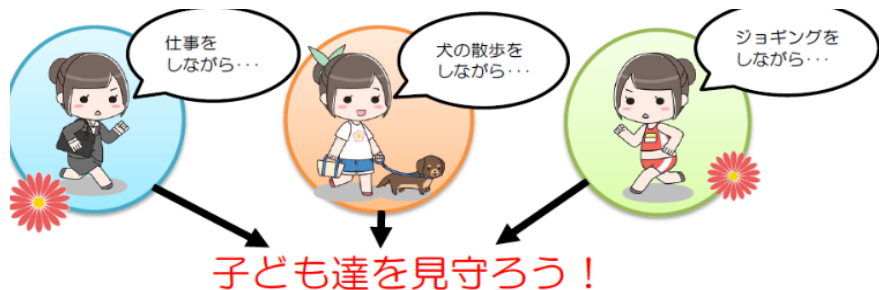 仕事を
しながら･･･
犬の散歩を
しながら･･･
ジョギングを
しながら･･･
子ども達を見守ろう！